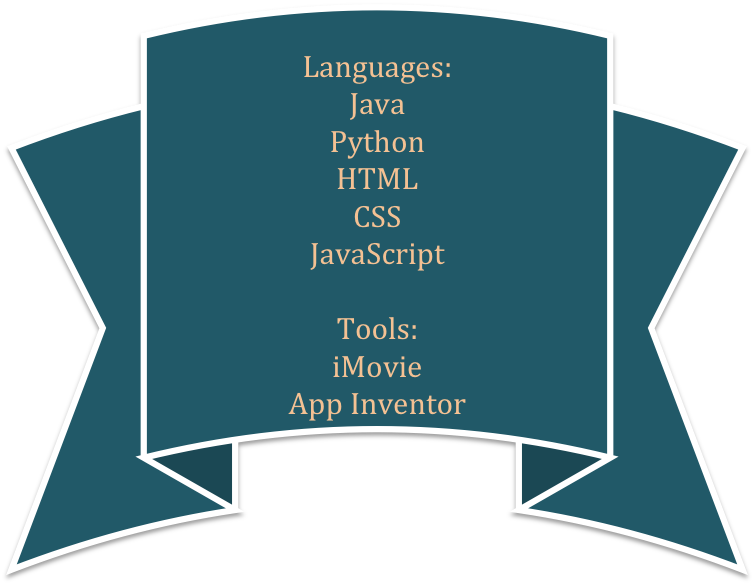 Languages:
Java
Python
HTML
CSS
JavaScript
Tools:
iMovie
App Inventor